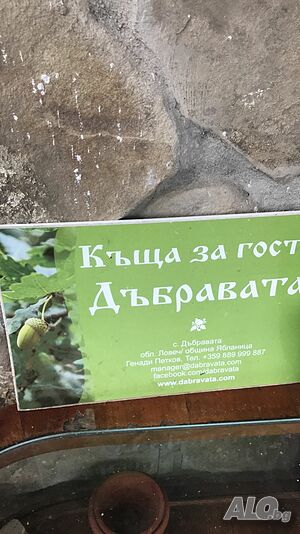 Къща за гост
Дъбравата
с. Дъбравата
обл. Ловеч/ община Ябланица
Генади Петков, Тел. +359 889 999 887
manager@dabravata.com
facebook.com/dabravata
www.dabravata.com
ALO.bg